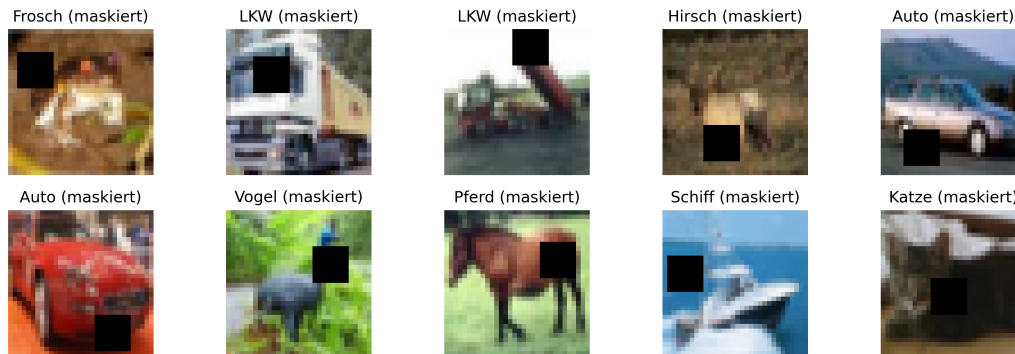 Frosch (maskiert)
LKW (maskiert)
LKW (maskiert)
Hirsch (maskiert)
Auto (maskiert)
Auto (maskiert)
Vogel (maskiert)
Pferd (maskiert)
Schiff (maskiert)
Katze (maskiert)